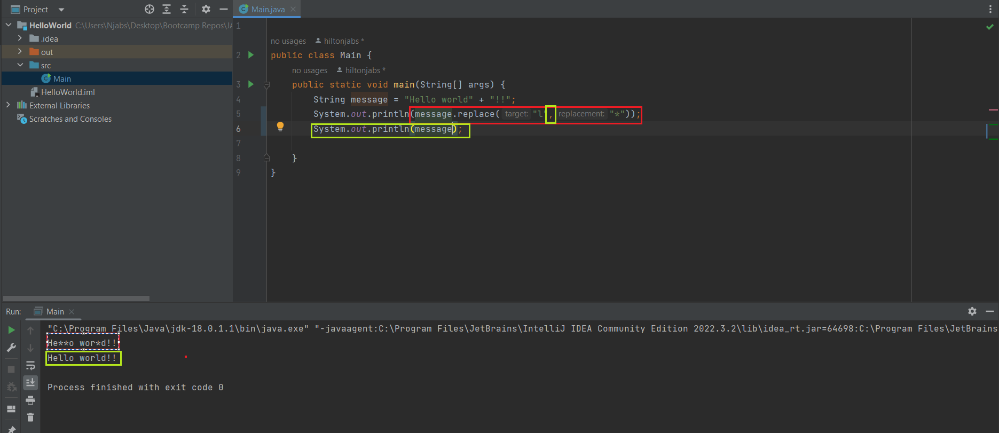 Project
Main.java
HelloWorld C:\Users\Njabs\Desktop\Bootcamp Repos\JA
.idea
out
src
Main
HelloWorld.iml
External Libraries
Scratches and Consoles
1
no usages hiltonjabs *
2 public class Main {
no usages hiltonjabs *
3 public static void main(String[] args) {
4 String message = "Hello world" + "!!";
5 System.out.println(message.replace( target: "l", replacement: "*"));
6 System.out.println(message);
7
8 }
9 }
Run: Main
"C:\Program Files\Java\jdk-18.0.1.1\bin\java.exe" "-javaagent:C:\Program Files\JetBrains\IntelliJ IDEA Community Edition 2022.3.2\lib\idea_rt.jar=64698:C:\Program Files\JetBrains
He**o wor*d!!
Hello world!!
Process finished with exit code 0